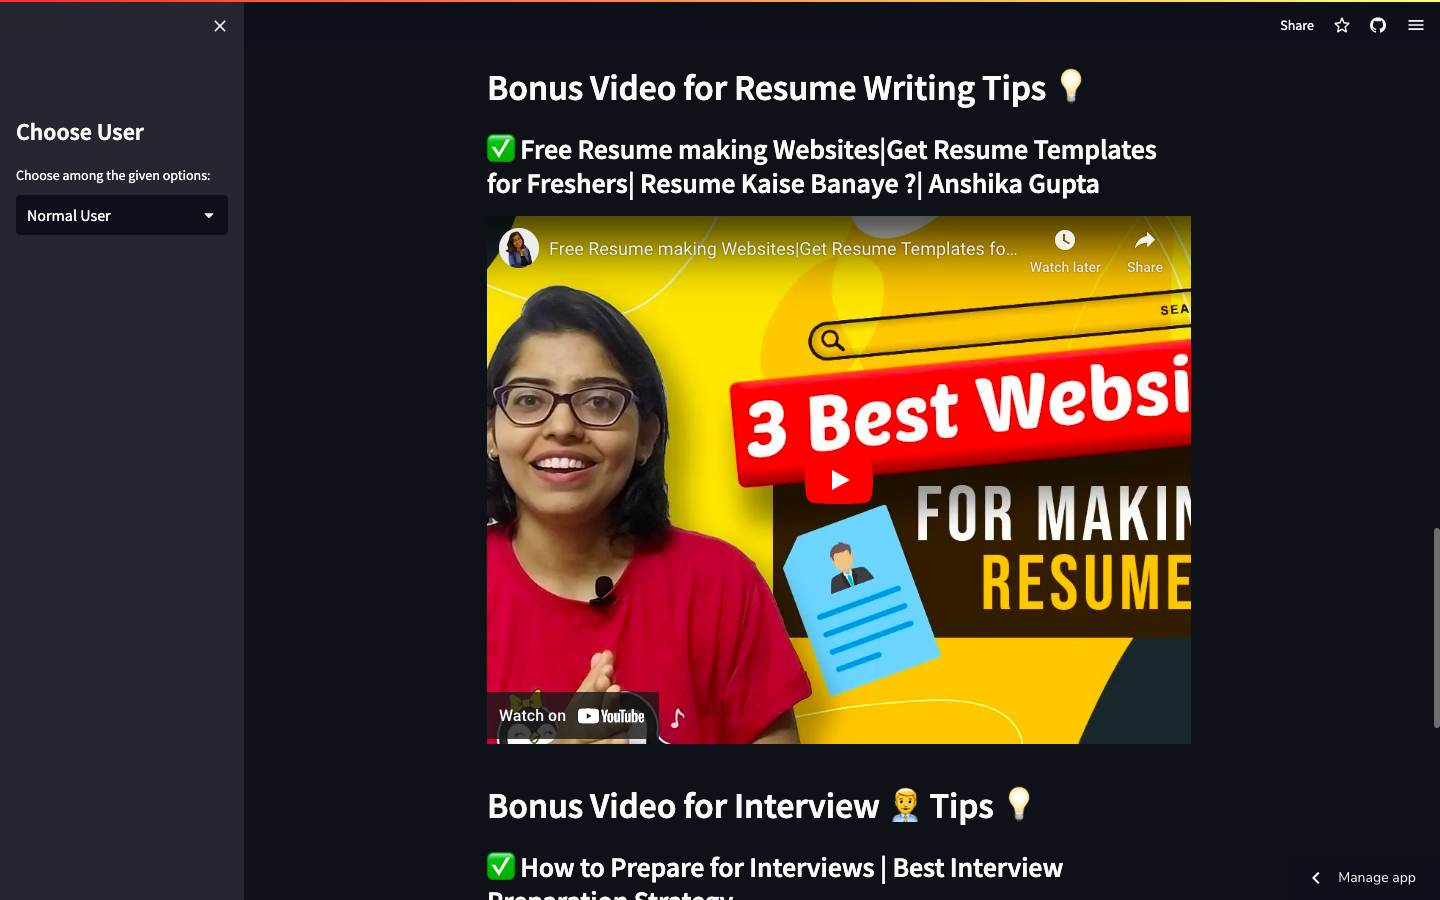 Share
Choose User
Choose among the given options:
Normal User
Bonus Video for Resume Writing Tips 💡
✅ Free Resume making Websites|Get Resume Templates
for Freshers| Resume Kaise Banaye ?| Anshika Gupta
Free Resume making Websites|Get Resume Templates fo...
Watch later
Share
SEA
3 Best Websi
FOR MAKIN
RESUME
Watch on YouTube
Bonus Video for Interview 👨‍💼 Tips 💡
✅ How to Prepare for Interviews | Best Interview
Preparation Strategy
Manage app